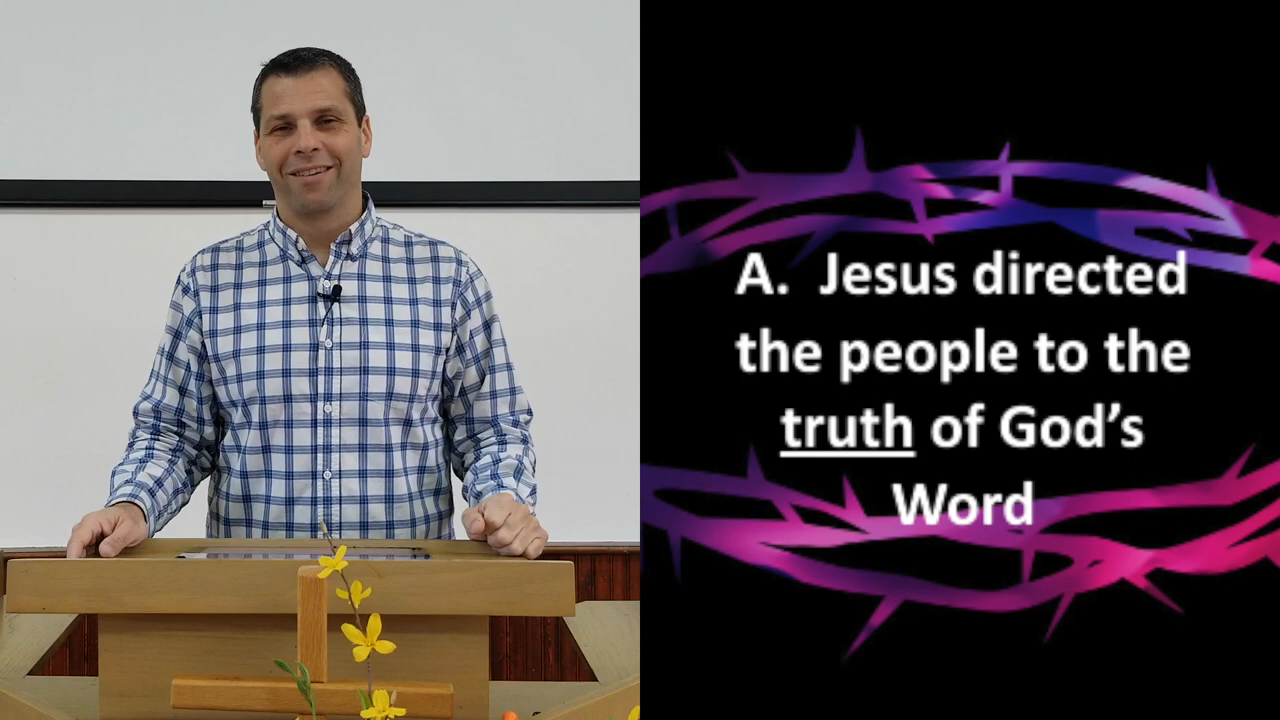 A.  Jesus directed
the people to the
truth of God’s
Word